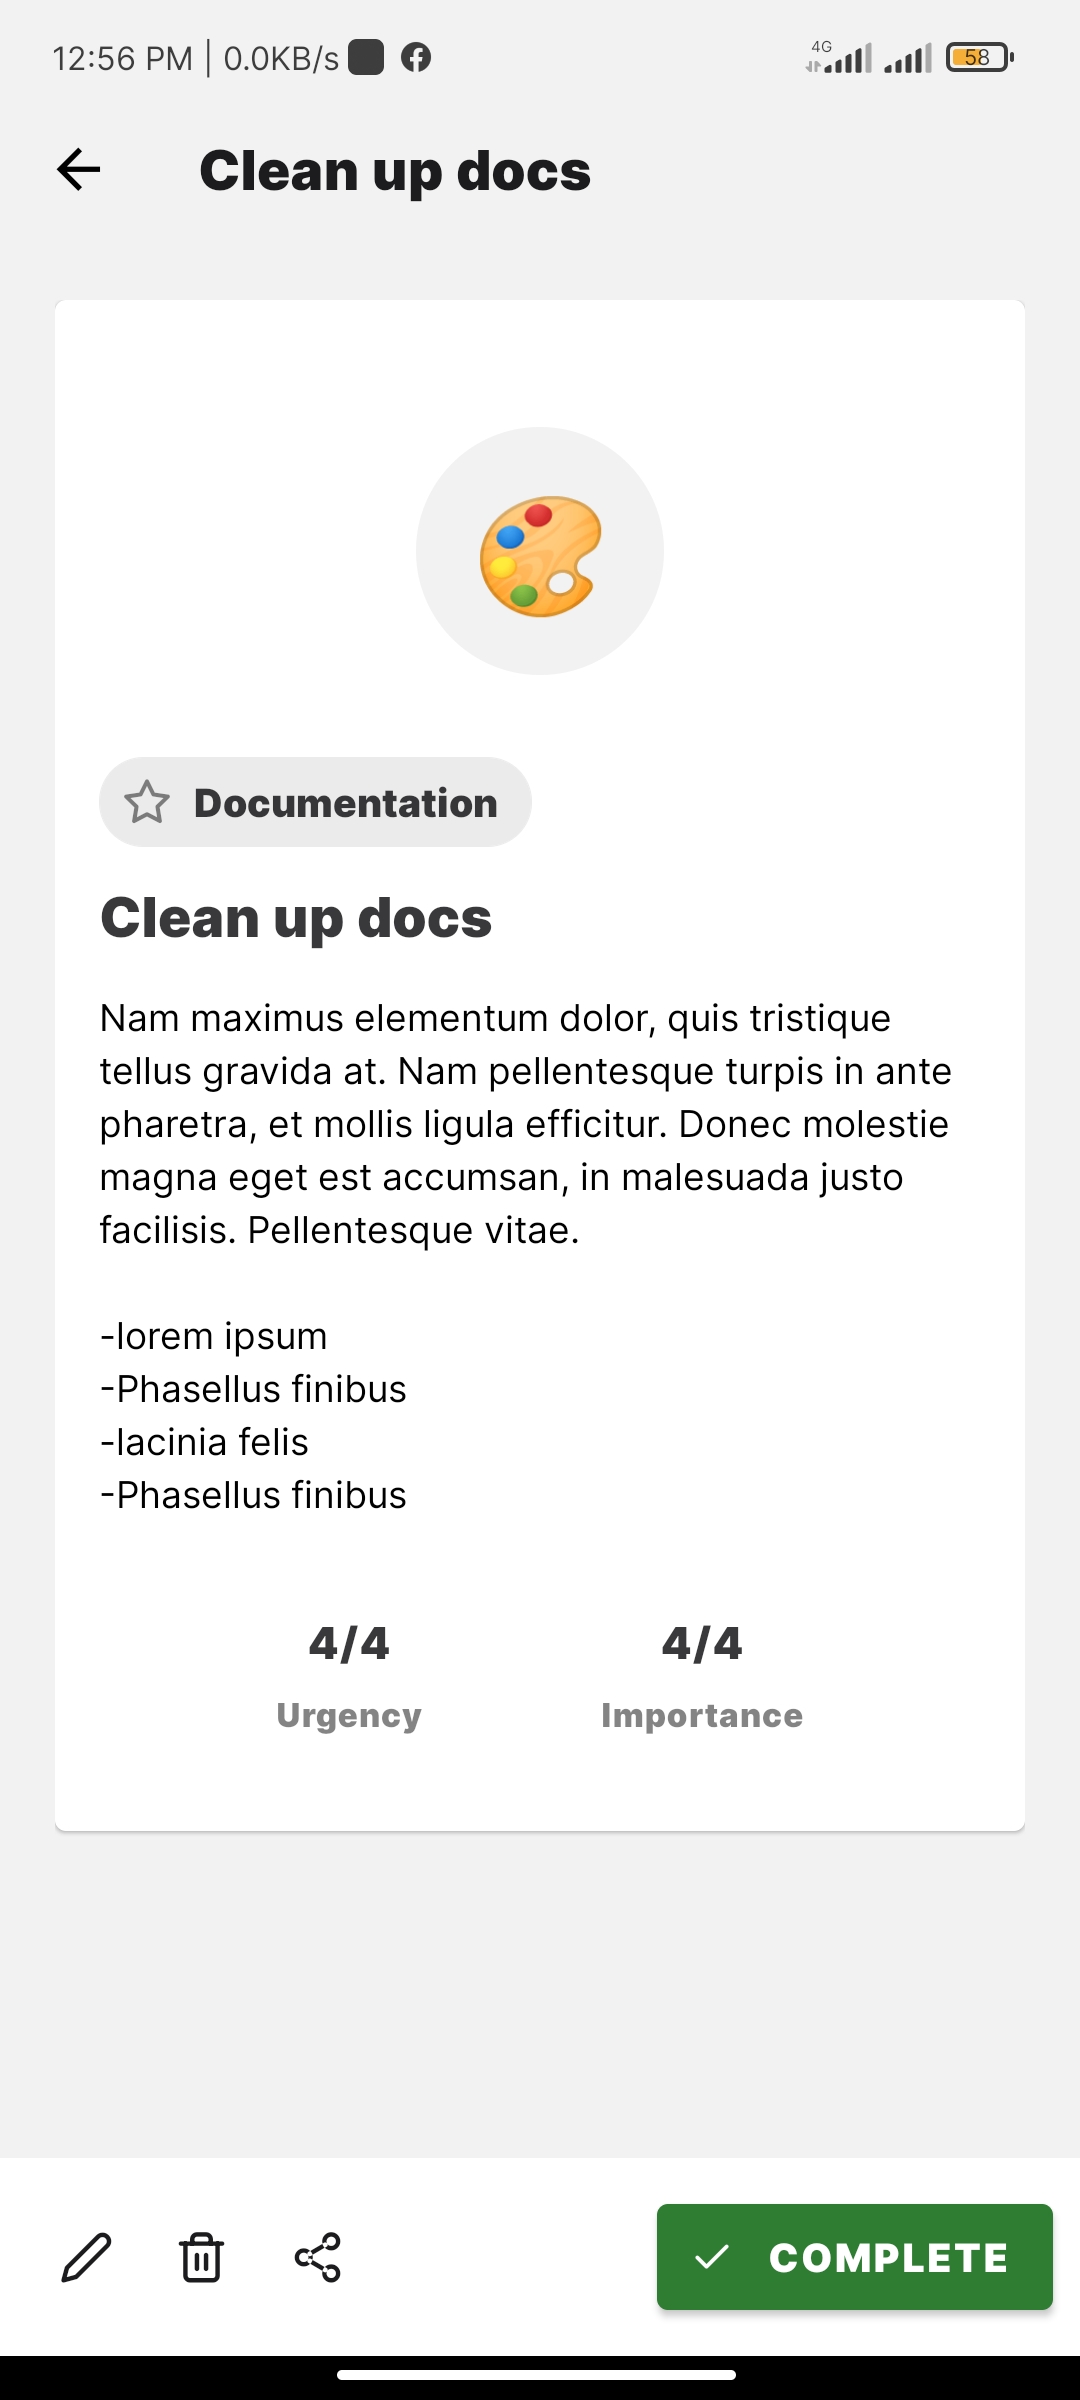 12:56 PM | 0.0KB/s
4G
58
Clean up docs
Documentation
Clean up docs
Nam maximus elementum dolor, quis tristique
tellus gravida at. Nam pellentesque turpis in ante
pharetra, et mollis ligula efficitur. Donec molestie
magna eget est accumsan, in malesuada justo
facilisis. Pellentesque vitae.
-lorem ipsum
-Phasellus finibus
-lacinia felis
-Phasellus finibus
4/4
Urgency
4/4
Importance
COMPLETE